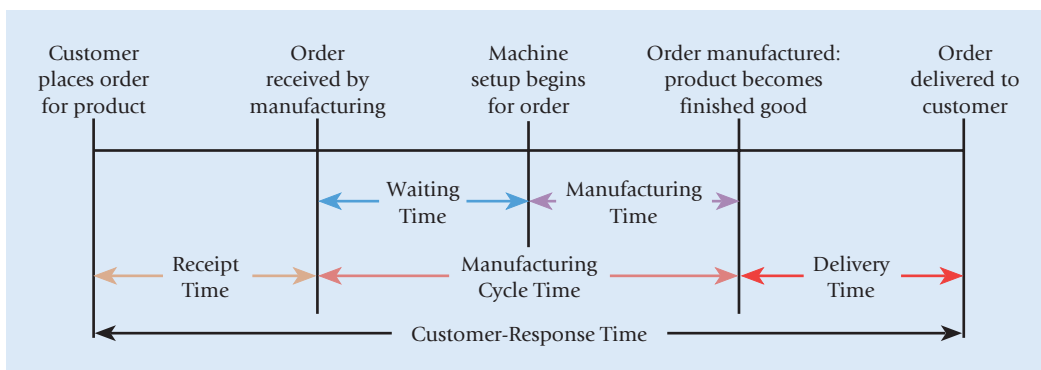 Customer
places order
for product
Order
received by
manufacturing
Machine
setup begins
for order
Order manufactured:
product becomes
finished good
Order
delivered to
customer
Waiting
Time
Manufacturing
Time
Receipt
Time
Manufacturing
Cycle Time
Delivery
Time
Customer-Response Time